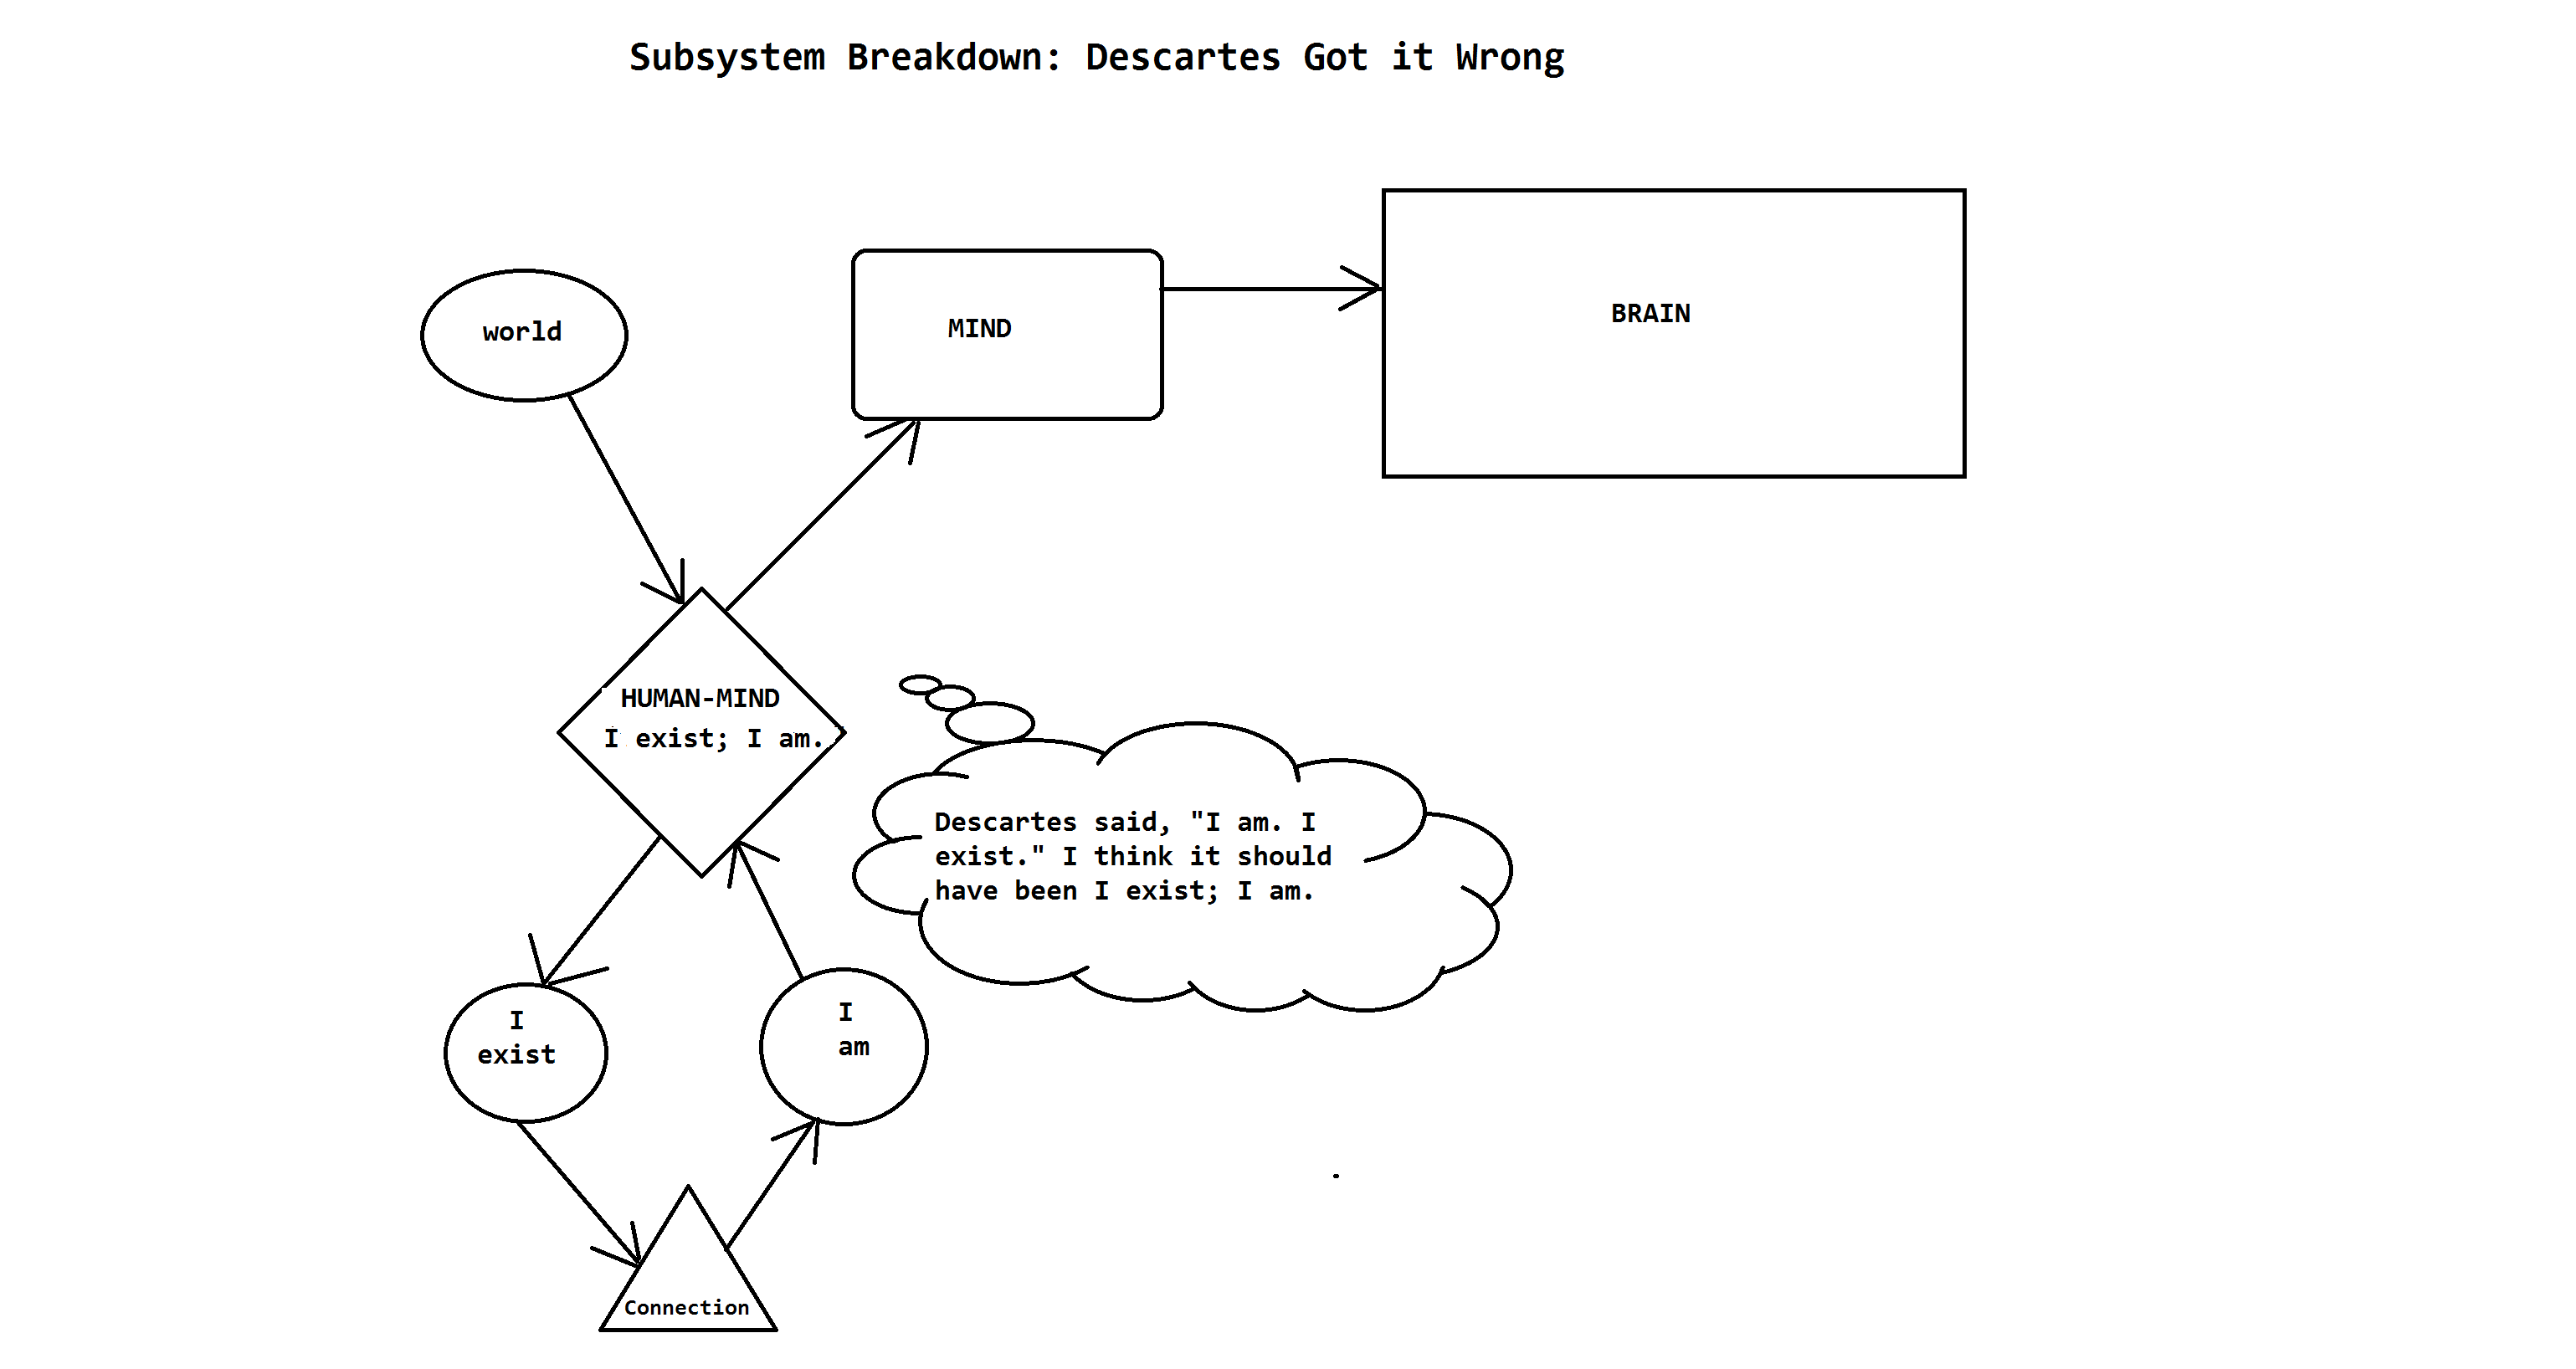 Subsystem Breakdown: Descartes Got it Wrong
world
MIND
BRAIN
HUMAN-MIND
I exist; I am.
Descartes said, "I am. I
exist." I think it should
have been I exist; I am.
I
exist
I
am
Connection